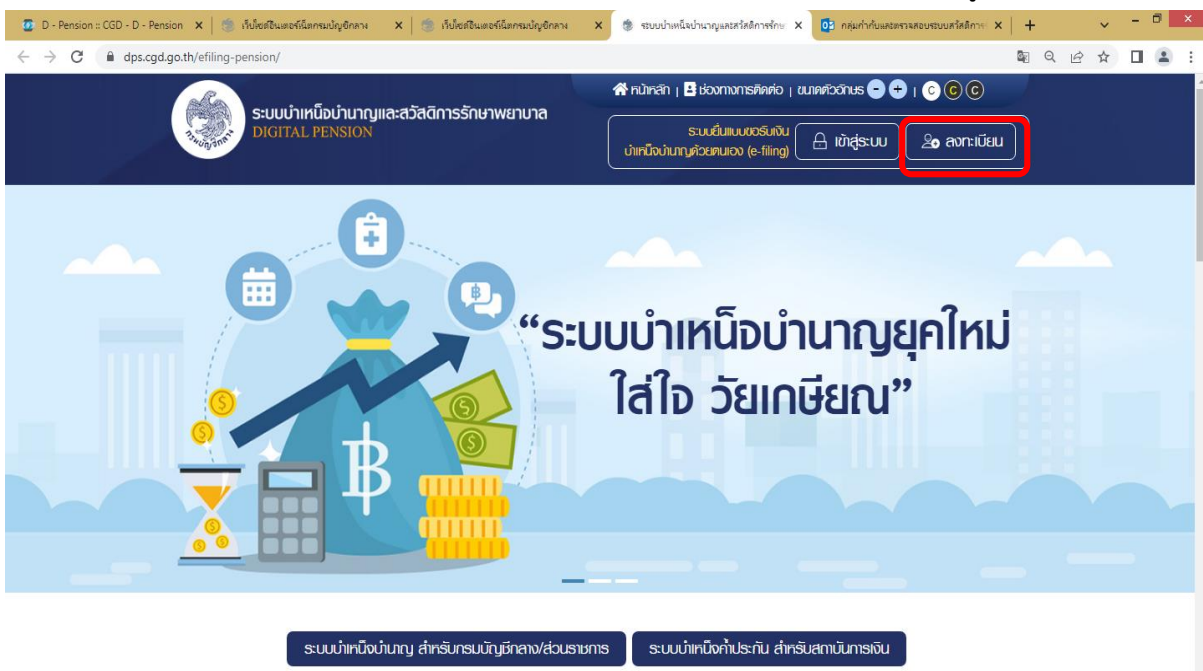 D - Pension :: CGD - D - Pension
เว็บไซต์อินเตอร์เน็ตกรมบัญชีกลาง
เว็บไซต์อินเตอร์เน็ตกรมบัญชีกลาง
ระบบบำเหน็จบำนาญและสวัสดิการรักษ
กลุ่มกำกับและตรวจสอบระบบสวัสดิการ
dps.cgd.go.th/efiling-pension/
หน้าหลัก | ช่องทางการติดต่อ | ขนาดตัวอักษร - + | C C C
กรมบัญชีกลาง
ระบบบำเหน็จบำนาญและสวัสดิการรักษาพยาบาล
DIGITAL PENSION
ระบบยื่นแบบขอรับเงิน
บำเหน็จบำนาญด้วยตนเอง (e-filing)
เข้าสู่ระบบ
ลงทะเบียน
“ระบบบำเหน็จบำนาญยุคใหม่
ใส่ใจ วัยเกษียณ”
ระบบบำเหน็จบำนาญ สำหรับกรมบัญชีกลาง/ส่วนราชการ
ระบบบำเหน็จค้ำประกัน สำหรับสถาบันการเงิน